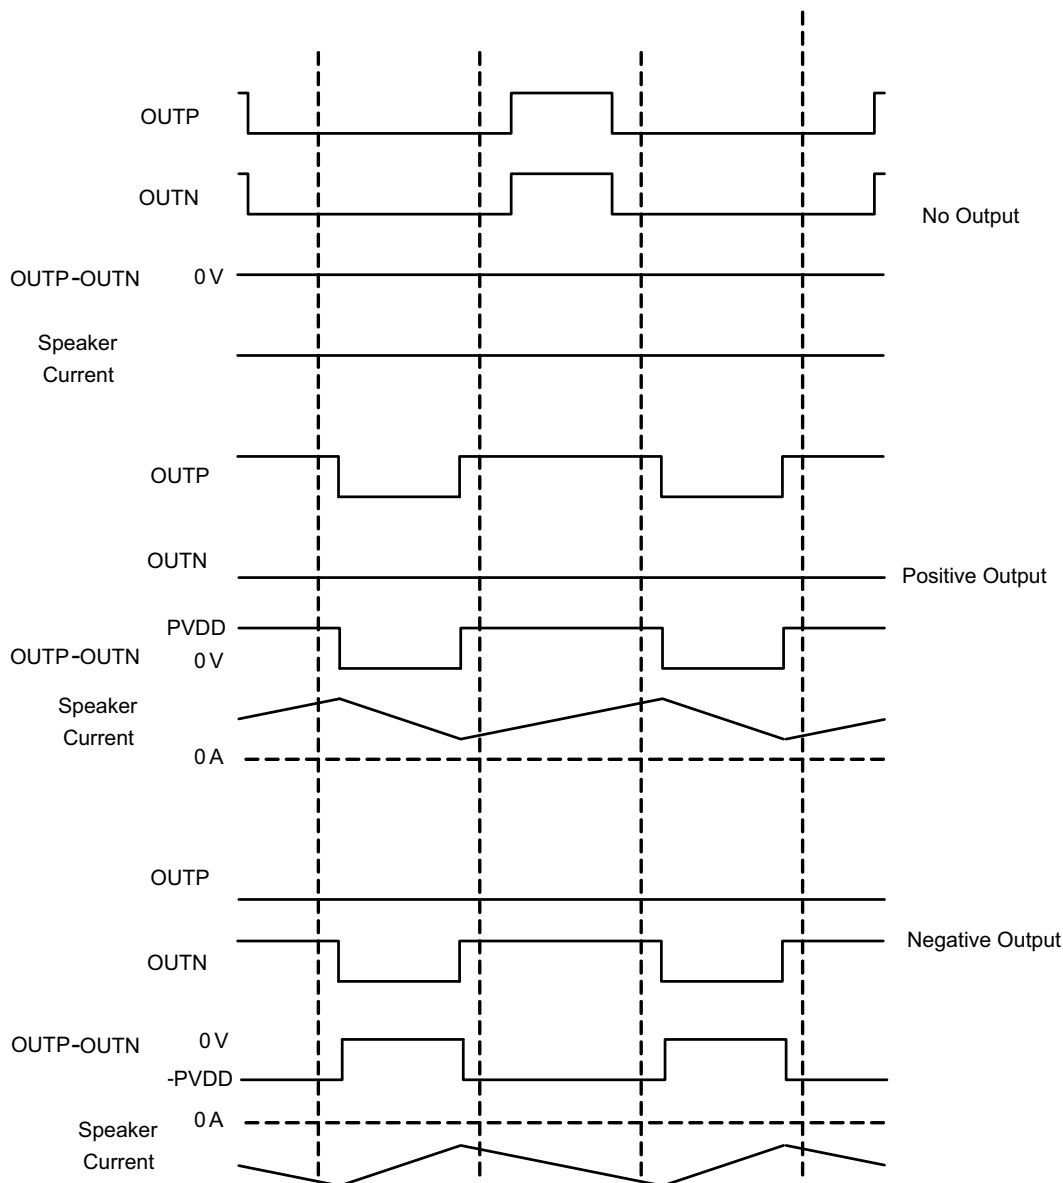 OUTP
OUTN
No Output
OUTP-OUTN 0 V
Speaker
Current
OUTP
OUTN
Positive Output
PVDD
OUTP-OUTN
0 V
Speaker
Current
0 A
OUTP
Negative Output
OUTN
OUTP-OUTN 0 V
-PVDD
0 A
Speaker
Current